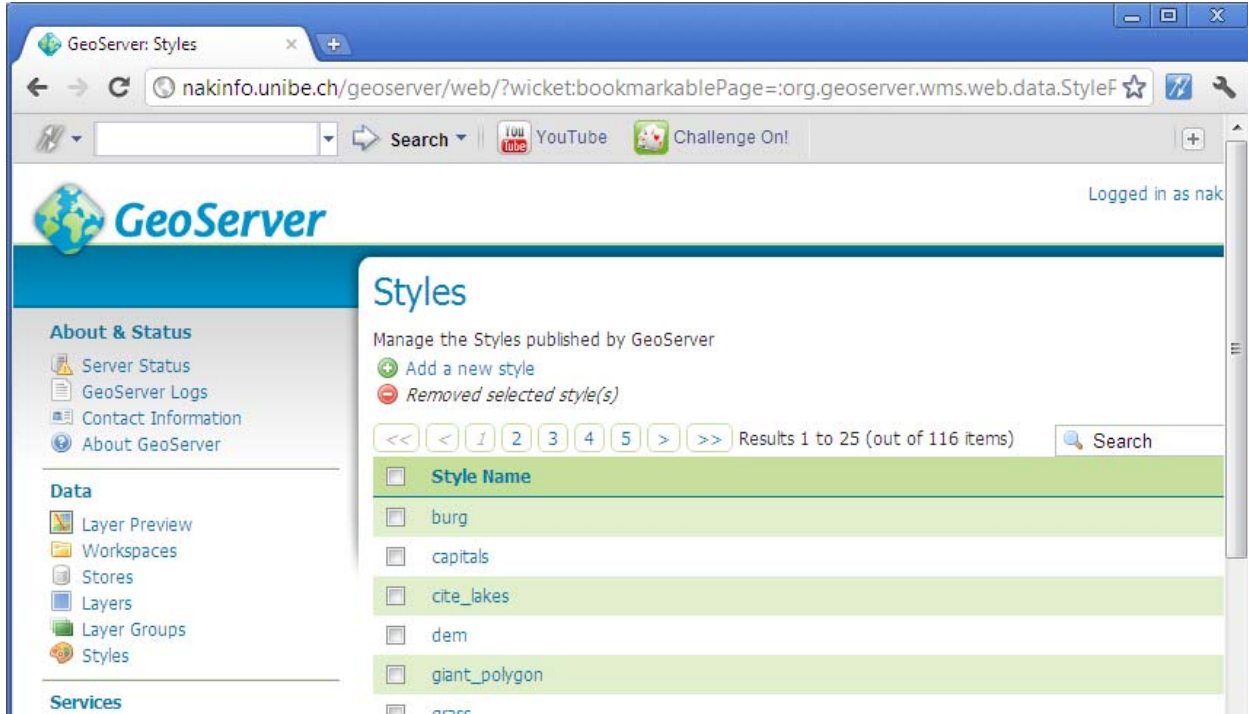 GeoServer: Styles
nakinfo.unibe.ch/geoserver/web/?wicket:bookmarkablePage=:org.geoserver.wms.web.data.StyleP
Search
YouTube
Challenge On!
GeoServer
Logged in as nak
Styles
Manage the Styles published by GeoServer
Add a new style
Removed selected style(s)
<< < 1 2 3 4 5 > >> Results 1 to 25 (out of 116 items)
Search
Style Name
burg
capitals
cite_lakes
dem
giant_polygon
About & Status
Server Status
GeoServer Logs
Contact Information
About GeoServer
Data
Layer Preview
Workspaces
Stores
Layers
Layer Groups
Styles
Services